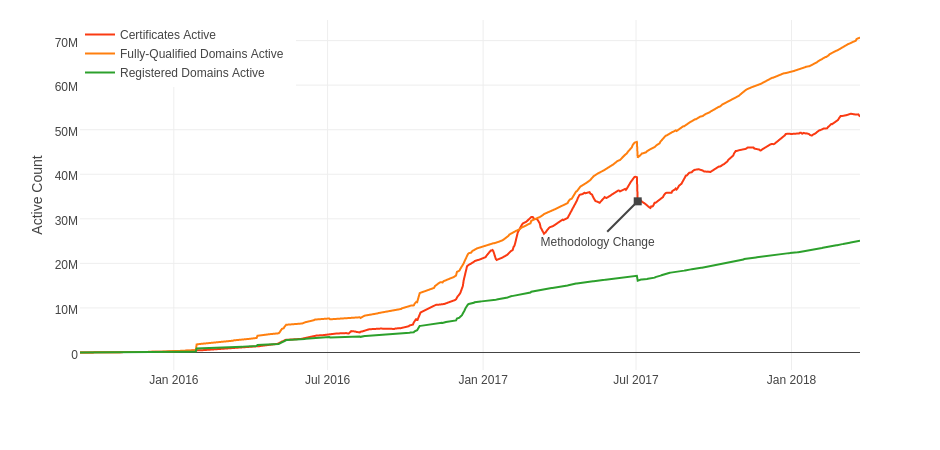 Certificates Active
Fully-Qualified Domains Active
Registered Domains Active
70M
60M
50M
40M
30M
20M
10M
0
Active Count
Methodology Change
Jan 2016
Jul 2016
Jan 2017
Jul 2017
Jan 2018